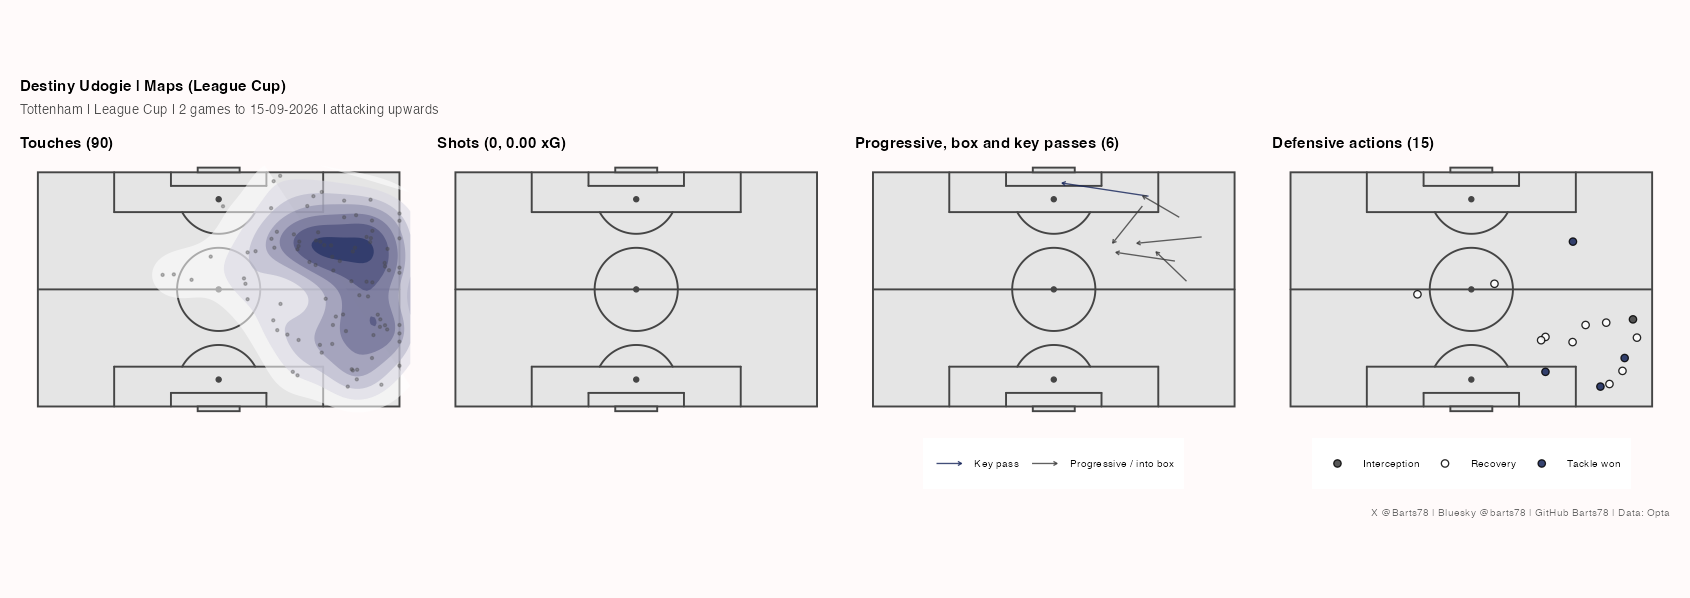 Destiny Udogie | Maps (League Cup)
Tottenham | League Cup | 2 games to 15-09-2026 | attacking upwards
Touches (90)
Shots (0, 0.00 xG)
Progressive, box and key passes (6)
Defensive actions (15)
Key pass
Progressive / into box
Interception
Recovery
Tackle won
X @Barts78 | Bluesky @barts78 | GitHub Barts78 | Data: Opta